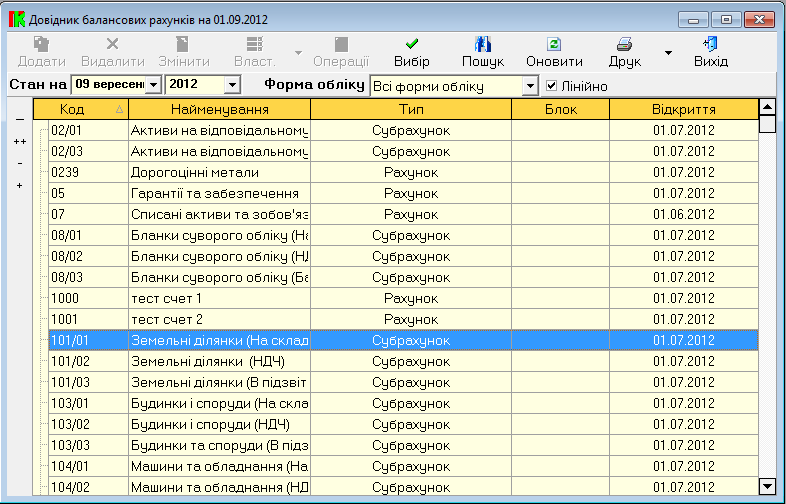 Довідник балансових рахунків на 01.09.2012
Додати Видалити Змінити Власт. Операції Вибір Пошук Оновити Друк Вихід
Стан на 09 вересень 2012 Форма обліку Всі форми обліку Лінійно
Код Найменування Тип Блок Відкриття
02/01 Активи на відповідальному Субрахунок 01.07.2012
02/03 Активи на відповідальному Субрахунок 01.07.2012
0239 Дорогоцінні метали Рахунок 01.07.2012
05 Гарантії та забезпечення Рахунок 01.07.2012
07 Списані активи та зобов'яз Рахунок 01.06.2012
08/01 Бланки суворого обліку (На Субрахунок 01.07.2012
08/02 Бланки суворого обліку (НД Субрахунок 01.07.2012
08/03 Бланки суворого обліку (Ба Субрахунок 01.07.2012
1000 тест счет 1 Рахунок 01.07.2012
1001 тест счет 2 Рахунок 01.07.2012
101/01 Земельні ділянки (На склад Субрахунок 01.07.2012
101/02 Земельні ділянки (НДЧ) Субрахунок 01.07.2012
101/03 Земельні ділянки (В підзвіт Субрахунок 01.07.2012
103/01 Будинки і споруди (На скла Субрахунок 01.07.2012
103/02 Будинки і споруди (НДЧ) Субрахунок 01.07.2012
103/03 Будинки та споруди (В підз Субрахунок 01.07.2012
104/01 Машини та обладнання (На Субрахунок 01.07.2012
104/02 Машини та обладнання (НД Субрахунок 01.07.2012